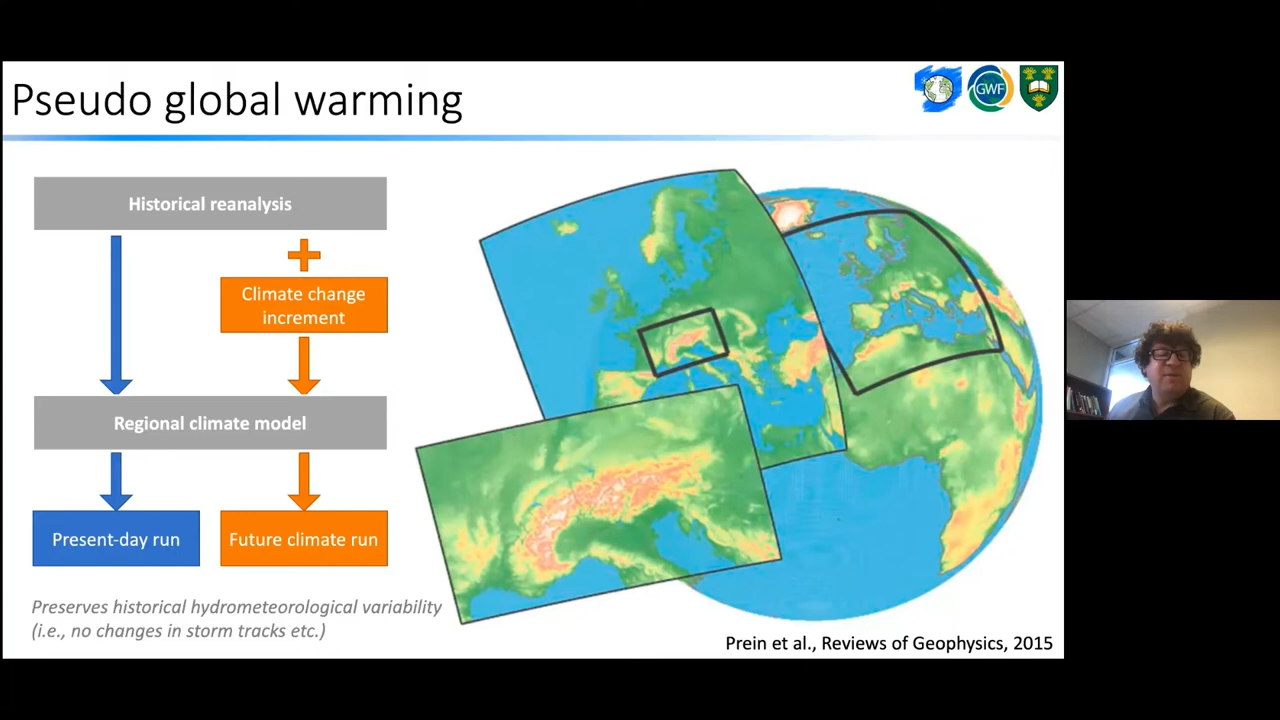 Pseudo global warming
GWF
Historical reanalysis
Climate change
increment
Regional climate model
Present-day run
Future climate run
Preserves historical hydrometeorological variability
(i.e., no changes in storm tracks etc.)
Prein et al., Reviews of Geophysics, 2015